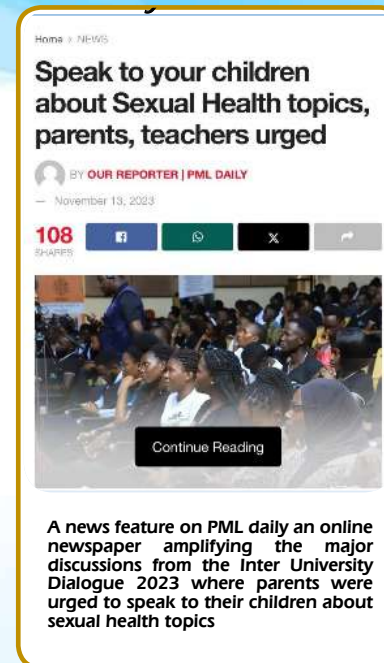 Home > NEWS
Speak to your children
about Sexual Health topics,
parents, teachers urged
BY OUR REPORTER | PML DAILY
— November 13, 2023
108
SHARES
Continue Reading
A news feature on PML daily an online
newspaper amplifying the major
discussions from the Inter University
Dialogue 2023 where parents were
urged to speak to their children about
sexual health topics